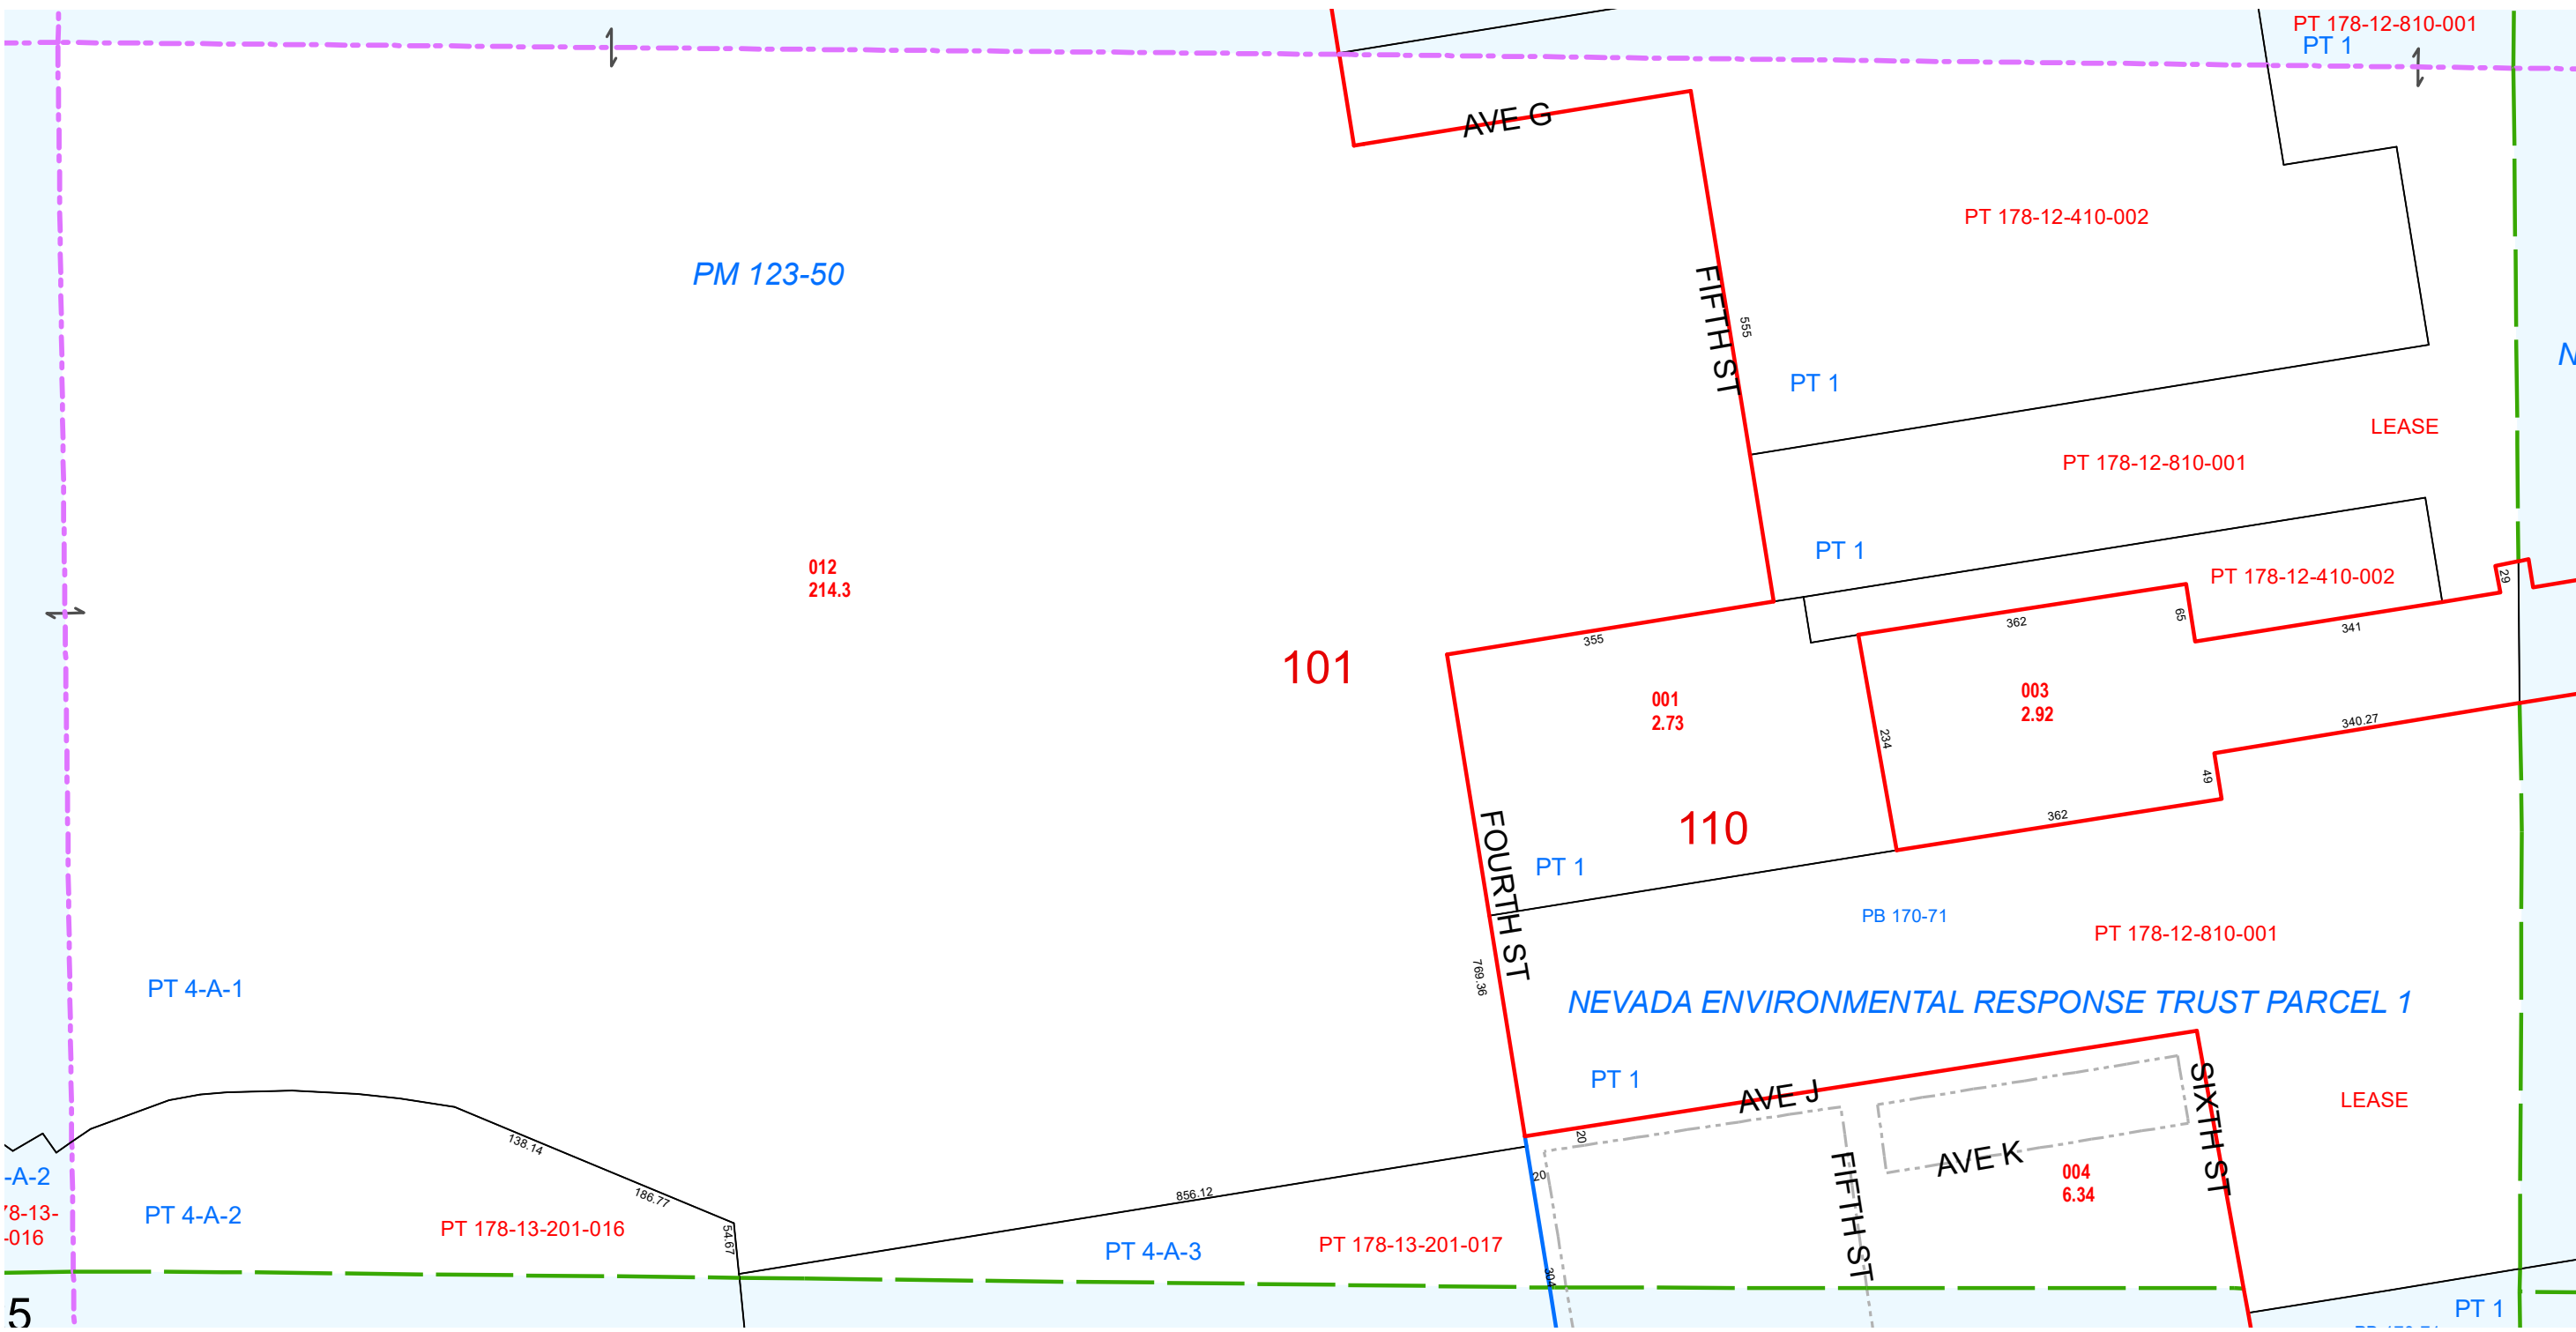 PT 178-12-810-001
PT 1
AVE G
PT 178-12-410-002
PM 123-50
FIFTH ST
555
N
PT 1
LEASE
PT 178-12-810-001
PT 1
012
214.3
PT 178-12-410-002
29
65
362
341
355
101
001
2.73
003
2.92
234
340.27
49
362
110
FOURTH ST
PT 1
PB 170-71
PT 178-12-810-001
769.36
PT 4-A-1
NEVADA ENVIRONMENTAL RESPONSE TRUST PARCEL 1
PT 1
AVE J
SIXTH ST
LEASE
20
138.14
AVE K
004
6.34
20
-A-2
186.77
856.12
FIFTH ST
78-13-
-016
PT 4-A-2
PT 178-13-201-016
54.67
PT 4-A-3
PT 178-13-201-017
304
5
PT 1